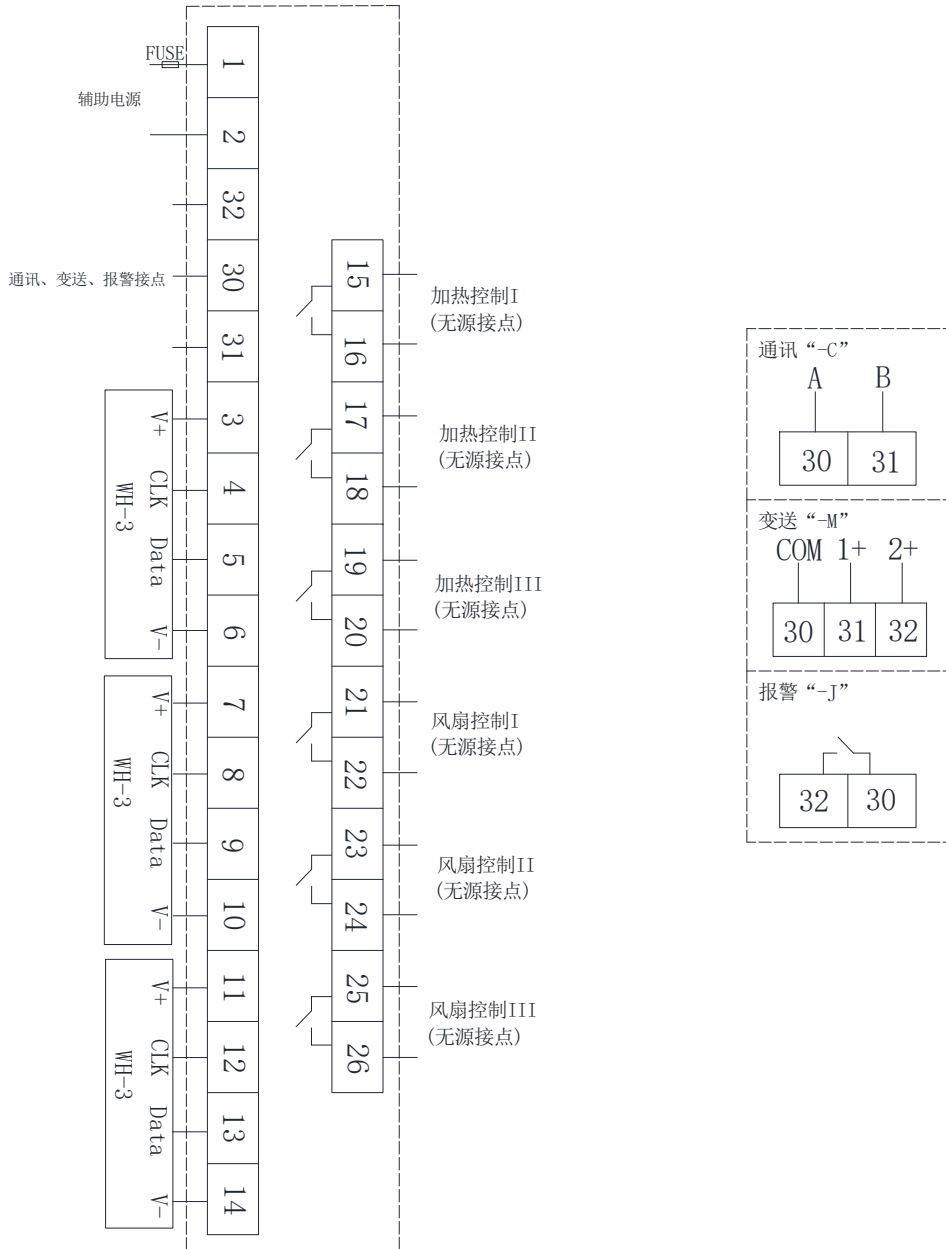 FUSE
辅助电源
通讯、变送、报警接点
1
2
32
30
31
3
4
5
6
7
8
9
10
11
12
13
14
V+
CLK
Data
V-
WH-3
V+
CLK
Data
V-
WH-3
V+
CLK
Data
V-
WH-3
15
16
17
18
19
20
21
22
23
24
25
26
加热控制I
(无源接点)
加热控制II
(无源接点)
加热控制III
(无源接点)
风扇控制I
(无源接点)
风扇控制II
(无源接点)
风扇控制III
(无源接点)
通讯“-C”
A B
30 31
变送“-M”
COM 1+ 2+
30 31 32
报警“-J”
32 30